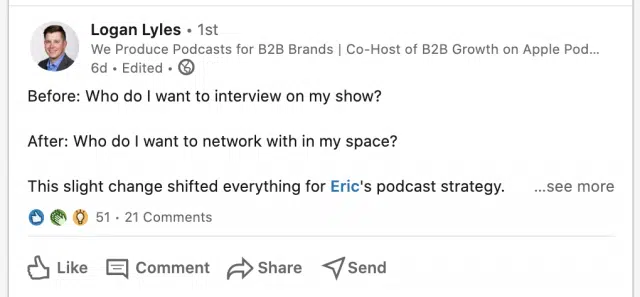 Logan Lyles • 1st
We Produce Podcasts for B2B Brands | Co-Host of B2B Growth on Apple Pod...
6d • Edited •
Before: Who do I want to interview on my show?
After: Who do I want to network with in my space?
This slight change shifted everything for Eric's podcast strategy. ...see more
51 • 21 Comments
Like Comment Share Send